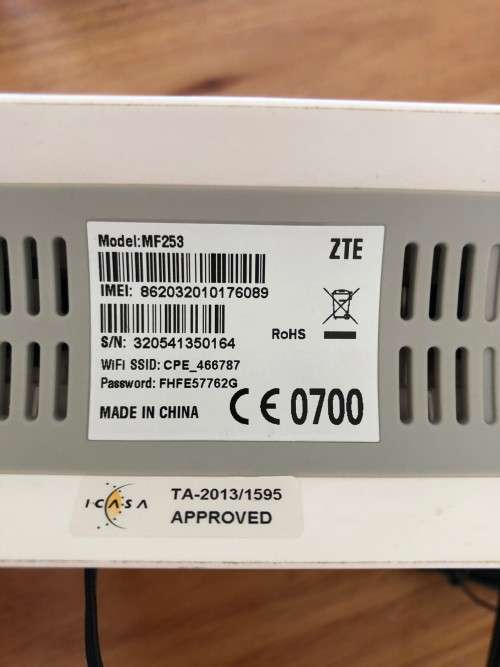 Model:MF253
ZTE
IMEI: 862032010176089
RoHS
S/N: 320541350164
WiFi SSID: CPE_466787
Password: FHFE57762G
MADE IN CHINA
CE 0700
ICASA
TA-2013/1595
APPROVED